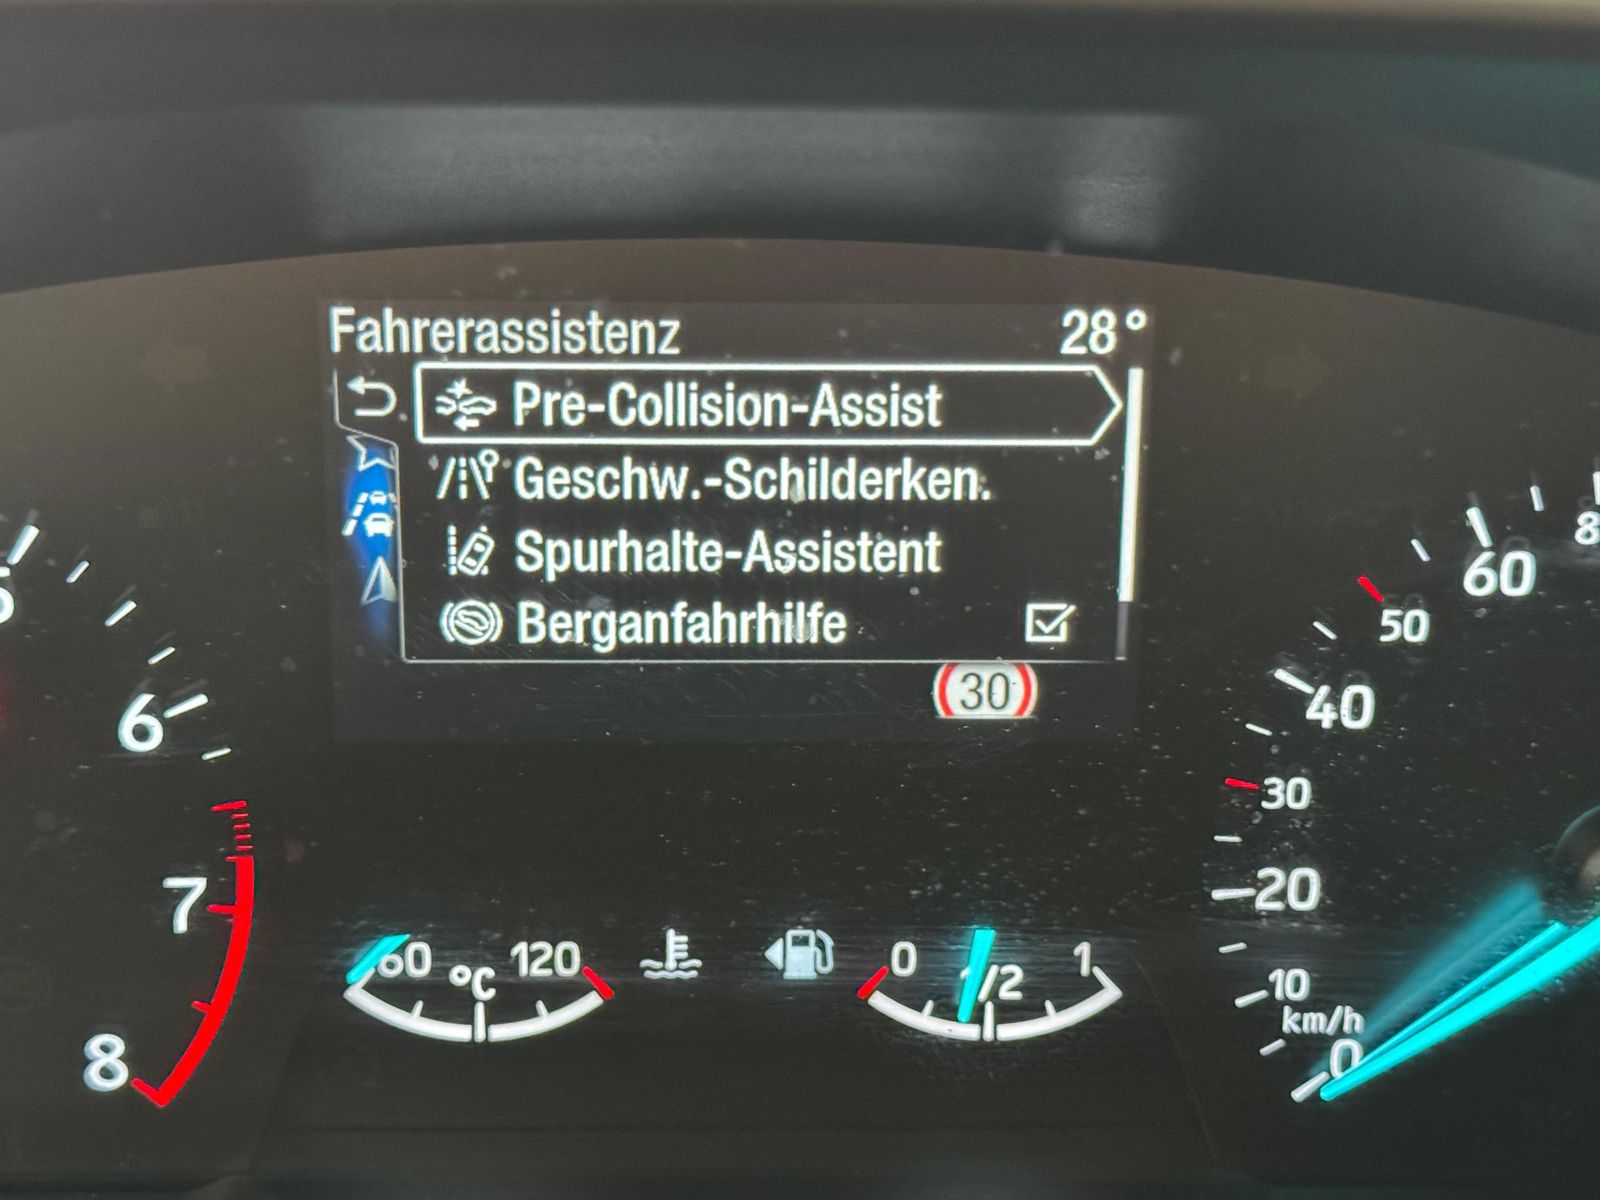 Fahrerassistenz 28°
Pre-Collision-Assist
Geschw.-Schilderken.
Spurhalte-Assistent
Berganfahrhilfe
30
6
7
8
60 °C 120
0 1/2 1
60
50
40
30
20
10
km/h
0